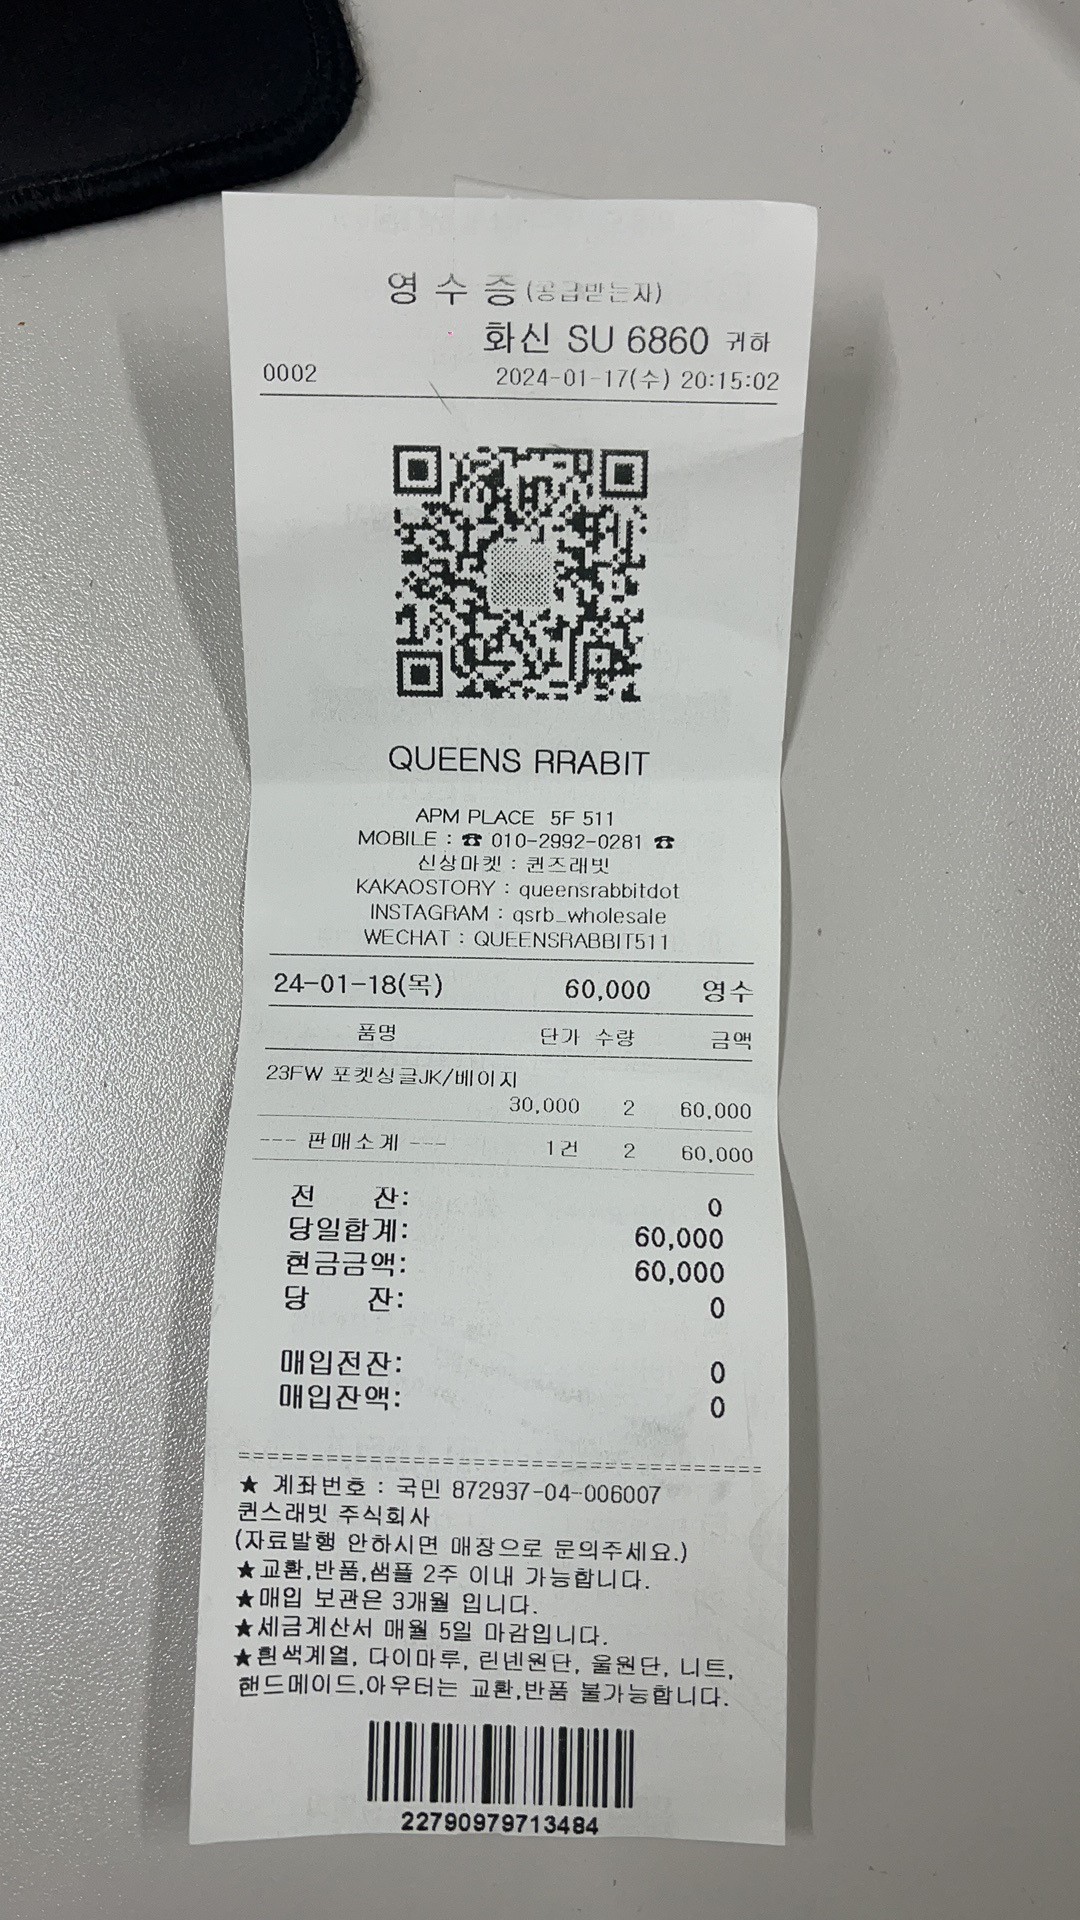 영 수 증(공급받는자)
화신 SU 6860 귀하
0002 2024-01-17(수) 20:15:02
QUEENS RRABIT
APM PLACE 5F 511
MOBILE : ☎ 010-2992-0281 ☎
신상마켓 : 퀸즈래빗
KAKAOSTORY : queensrabbitdot
INSTAGRAM : qsrb_wholesale
WECHAT : QUEENSRABBIT511
24-01-18(목) 60,000 영수
품명 단가 수량 금액
23FW 포켓싱글JK/베이지
30,000 2 60,000
--- 판매소계 --- 1건 2 60,000
전 잔: 0
당일합계: 60,000
현금금액: 60,000
당 잔: 0
매입전잔: 0
매입잔액: 0
=====================================
★ 계좌번호 : 국민 872937-04-006007
퀸스래빗 주식회사
(자료발행 안하시면 매장으로 문의주세요.)
★교환,반품,샘플 2주 이내 가능합니다.
★매입 보관은 3개월 입니다.
★세금계산서 매월 5일 마감입니다.
★흰색계열, 다이마루, 린넨원단, 울원단, 니트,
핸드메이드,아우터는 교환,반품 불가능합니다.
22790979713484